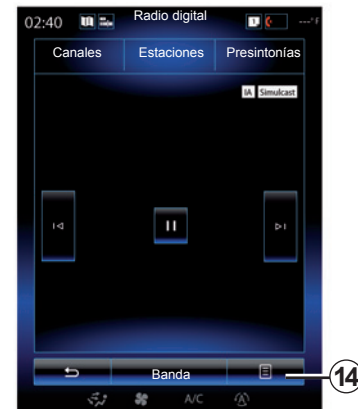 02:40 Radio digital ---°F
Canales Estaciones Presintonías
IA Simulcast
Banda
14
A/C